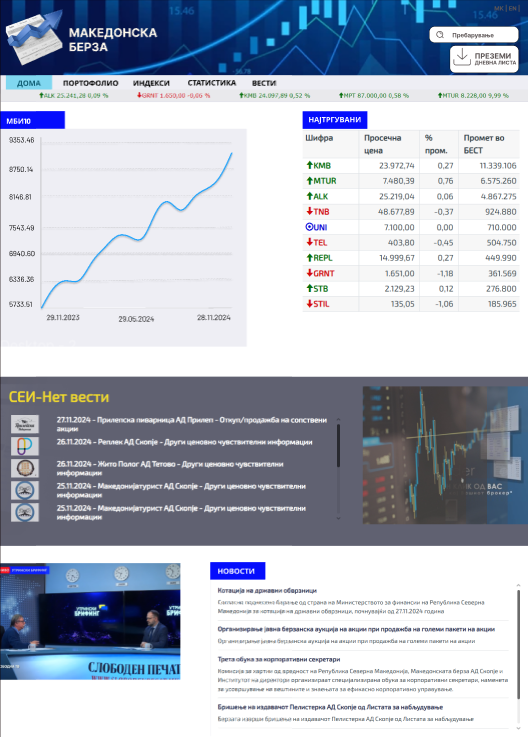 15.46
15.46
МК | EN |
МАКЕДОНСКА
БЕРЗА
Пребарување
ПРЕЗЕМИ
ДНЕВНА ЛИСТА
ДОМА ПОРТФОЛИО ИНДЕКСИ СТАТИСТИКА ВЕСТИ
ALK 25.241,28 0,09 % GRNT 1.650,00 -0,06 % KMB 24.097,89 0,52 % MPT 87.000,00 0,58 % MTUR 8.228,00 9,99 %
МБИ10
9353.46
8750.14
8146.81
7543.49
6940.60
6336.36
5733.51
29.11.2023 29.05.2024 28.11.2024
НАЈТРГУВАНИ
Шифра Просечна цена % пром. Промет во БЕСТ
KMB 23.972,74 0,27 11.339.106
MTUR 7.480,39 0,76 6.575.260
ALK 25.219,04 0,06 4.867.275
TNB 48.677,89 -0,37 924.880
UNI 7.100,00 0,00 710.000
TEL 403,80 -0,45 504.750
REPL 14.999,67 0,27 449.990
GRNT 1.651,00 -1,18 361.569
STB 2.129,23 0,12 276.800
STIL 135,05 -1,06 185.965
СЕИ-Нет вести
27.11.2024 - Прилепска пиварница АД Прилеп - Откуп/продажба на сопствени
акции
26.11.2024 - Реплек АД Скопје - Други ценовно чувствителни информации
26.11.2024 - Жито Полог АД Тетово - Други ценовно чувствителни
информации
25.11.2024 - Македонијатурист АД Скопје - Други ценовно чувствителни
информации
25.11.2024 - Македонијатурист АД Скопје - Други ценовно чувствителни
информации
ОД ВАС
брокер"
УТРИНСКИ БРИФИНГ
УТРИНСКИ
БРИФИНГ
СЛОБОДЕН ПЕЧАТ
НОВОСТИ
Котација на државни обврзници
Согласно поднесено барање од страна на Министерството за финансии на Република Северна
Македонија за котација на државни обврзници, почнувајќи од 27.11.2024 година
Организирање јавна берзанска аукција на акции при продажба на големи пакети на акции
Организирање јавна берзанска аукција на акции при продажба на големи пакети на акции
Трета обука за корпоративни секретари
Комисија за хартии од вредност на Република Северна Македонија, Македонската берза АД Скопје и
Институтот на директори организираат специјализирана обука за корпоративни секретари, наменета
за усовршување на вештините и знаењата за ефикасно корпоративно управување.
Бришење на издавачот Пелистерка АД Скопје од Листата за набљудување
Берзата изврши бришење на издавачот Пелистерка АД Скопје од Листата за набљудување